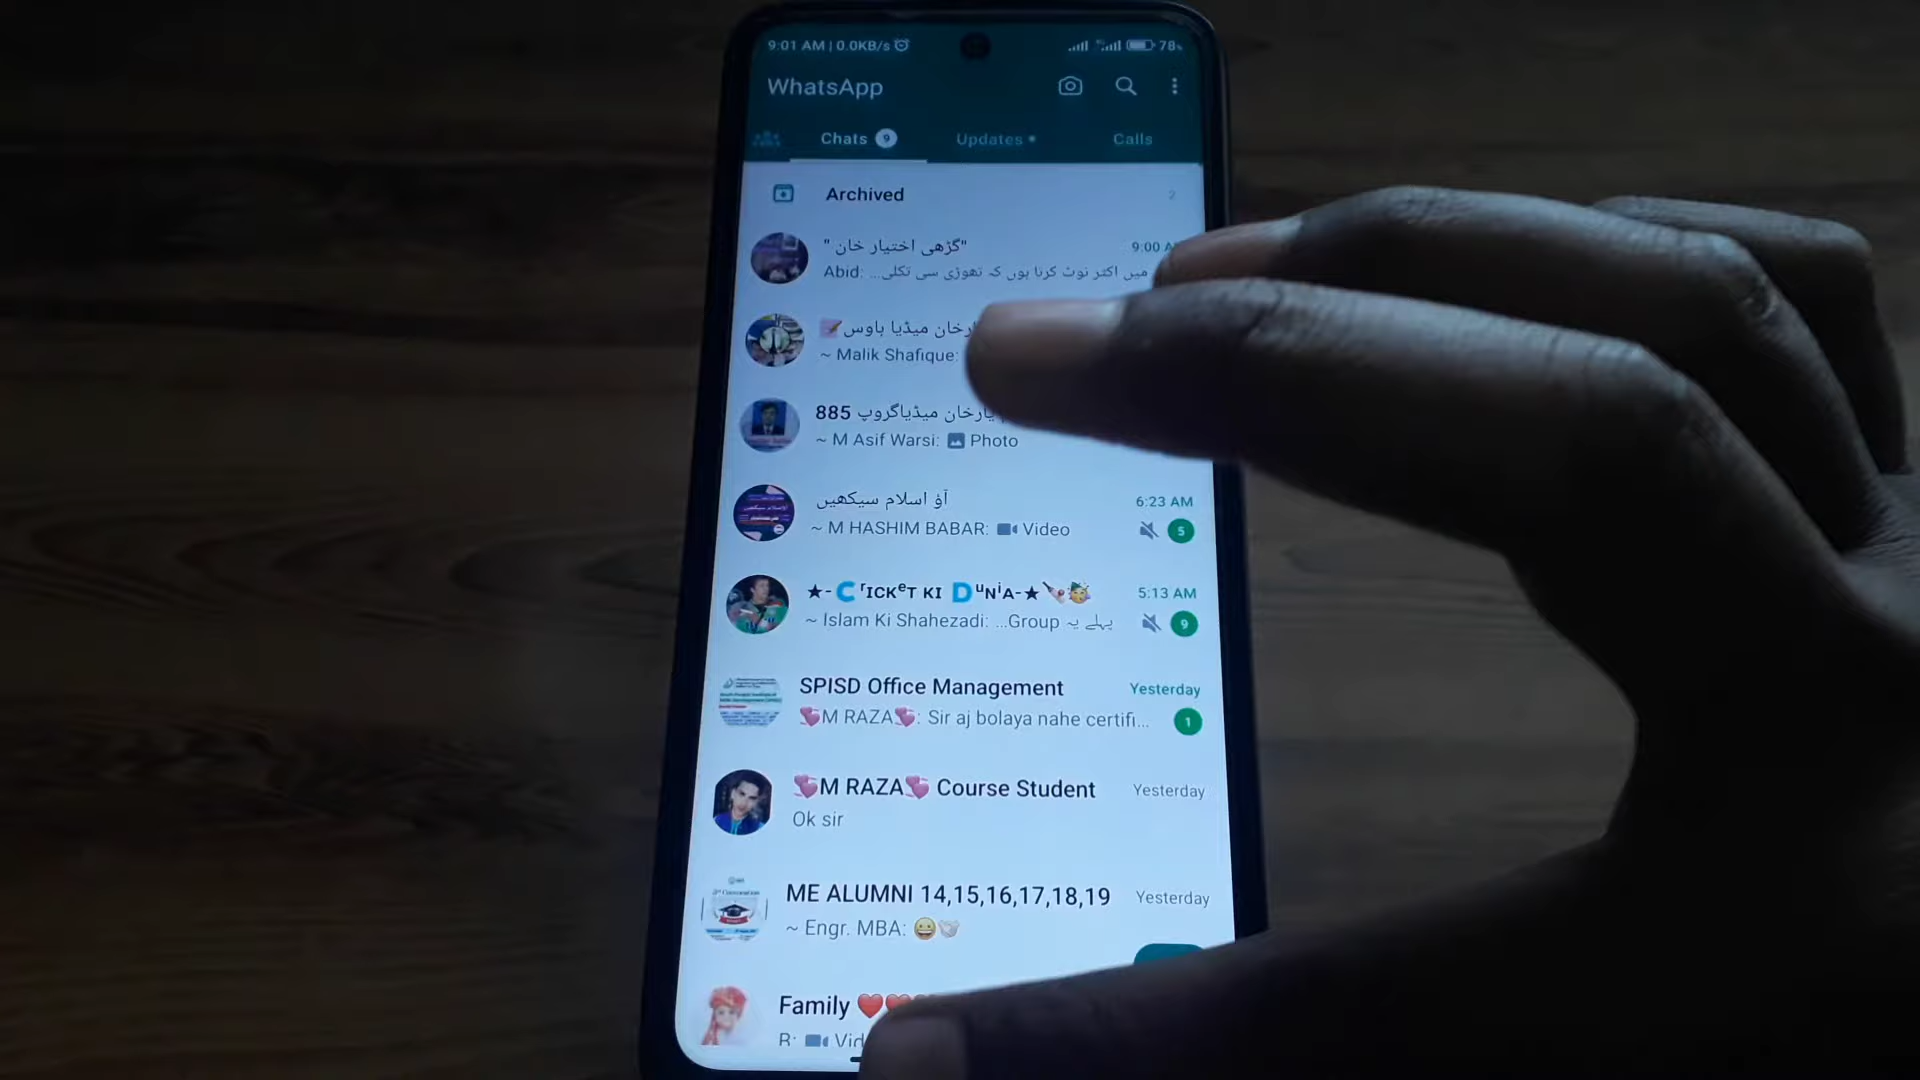 9:01 AM | 0.0KB/s
78
WhatsApp
Chats 9
Updates
Calls
Archived
2
"گڑھی اختیار خان "
9:00 A
Abid: ...میں اکثر نوٹ کرتا ہوں کہ تھوڑی سی تکلی
خان میڈیا ہاوس📝
~ Malik Shafique:
885 یارخان میڈیاگروپ
~ M Asif Warsi: Photo
آؤ اسلام سیکھیں
6:23 AM
~ M HASHIM BABAR: Video
5
★-CʳICKᵉT KI DᵘNⁱA-★🏏🥳
5:13 AM
~ Islam Ki Shahezadi: ...Group پہلے یہ
9
SPISD Office Management
Yesterday
💞M RAZA💞: Sir aj bolaya nahe certifi...
1
💞M RAZA💞 Course Student
Yesterday
Ok sir
ME ALUMNI 14,15,16,17,18,19
Yesterday
~ Engr. MBA: 😀🤝
Family ❤️❤️
R: Vid